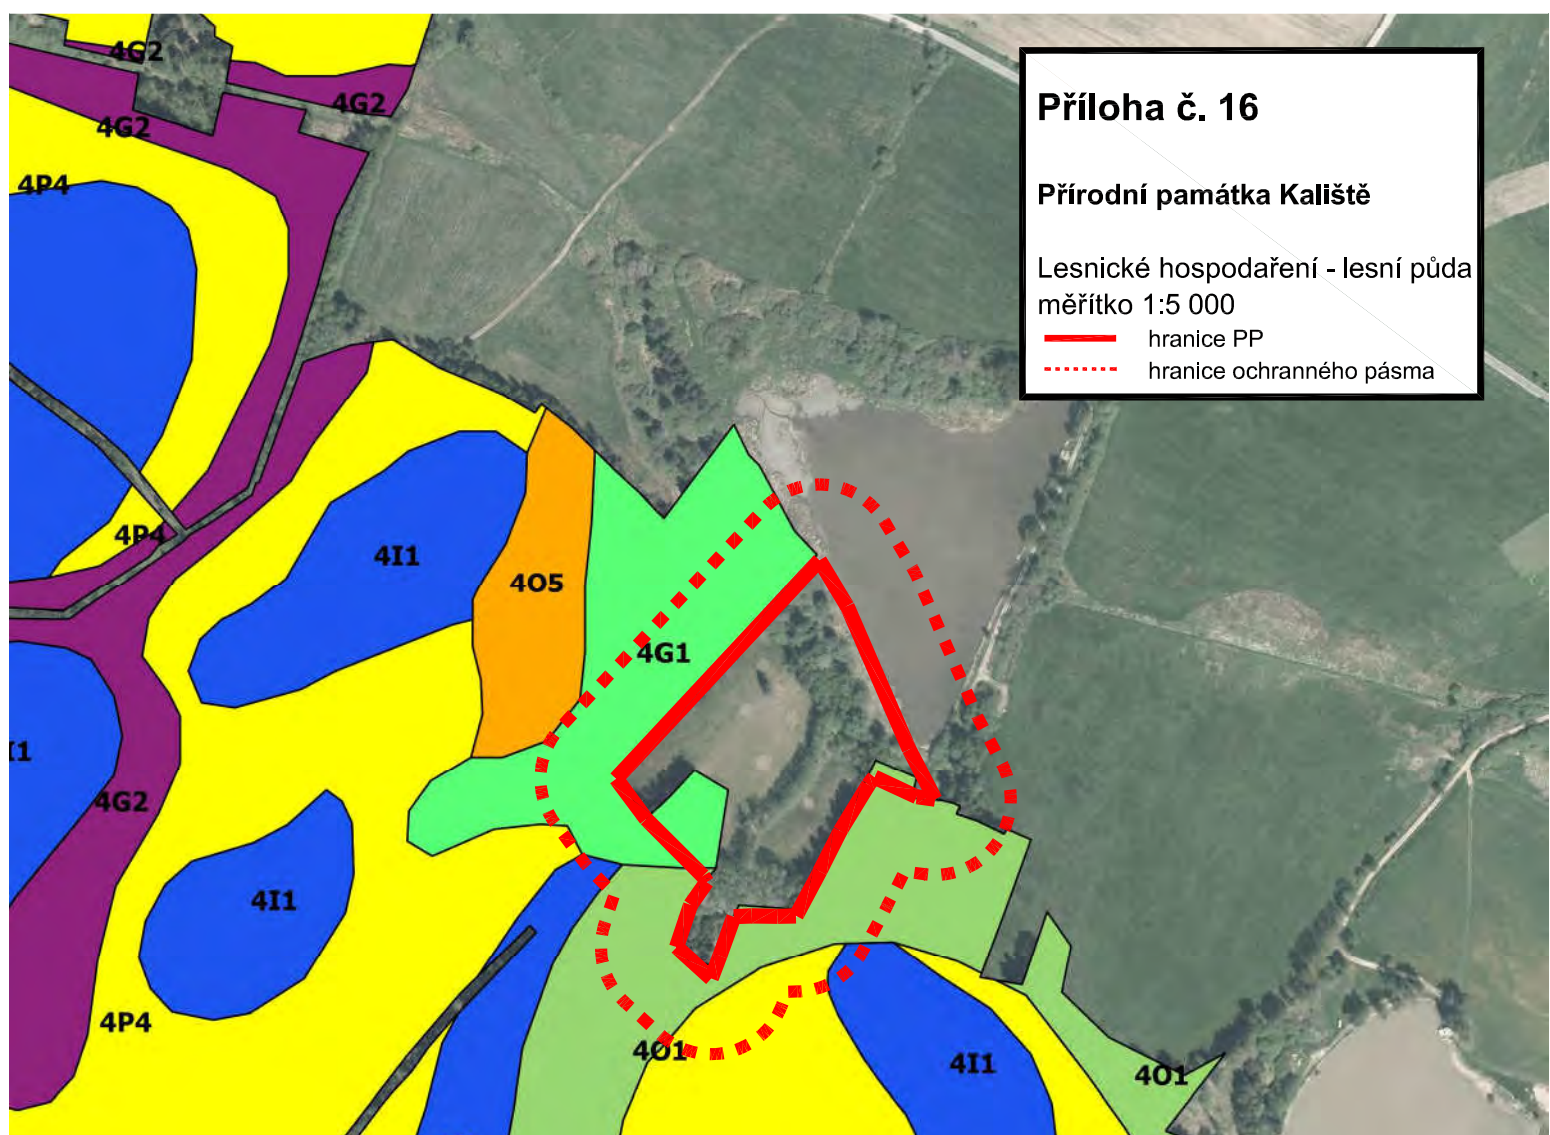 Příloha č. 16
Přírodní památka Kaliště
Lesnické hospodaření - lesní půda
měřítko 1:5 000
hranice PP
hranice ochranného pásma
4G2
4G2
4G2
4P4
4P4
4I1
4O5
4G1
I1
4G2
4I1
4P4
4O1
4I1
4O1